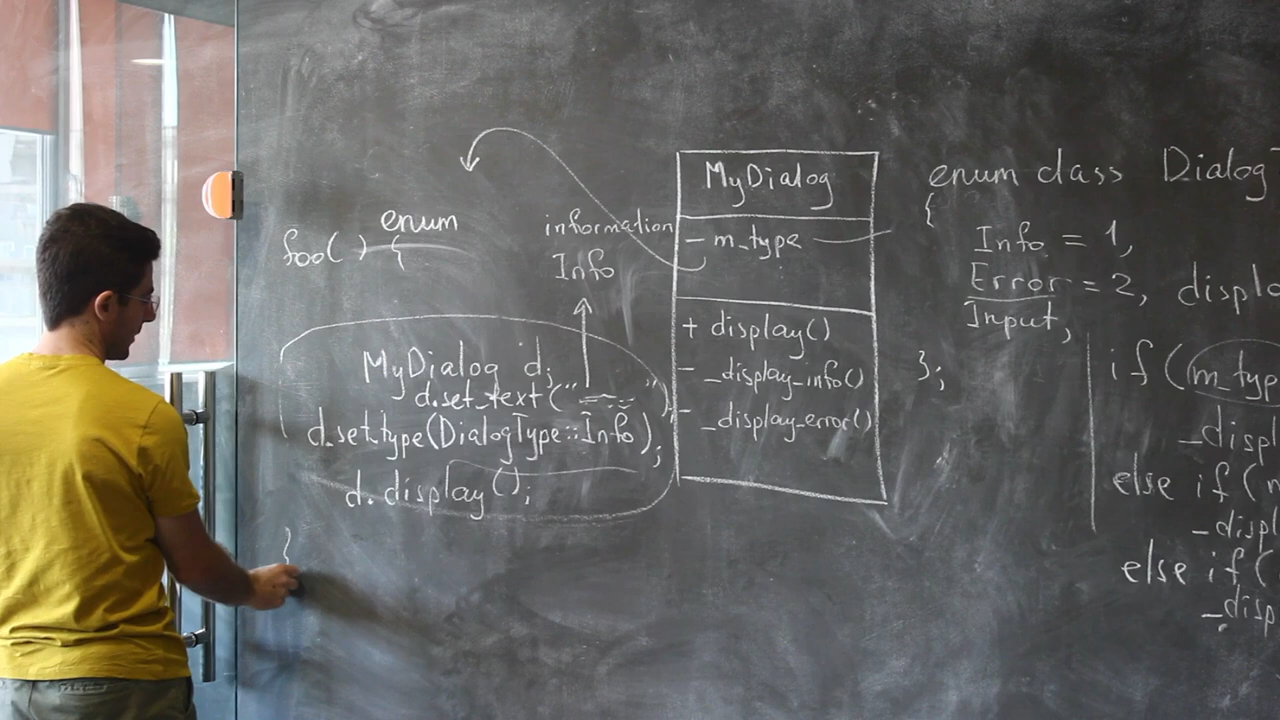 enum
foo() {
MyDialog d;
d.set_text("
");
d.set_type(DialogType::Info);
d.display();
}
information
Info
MyDialog
- m_type
+ display()
- _display_info()
- _display_error()
enum class Dialog
{
Info = 1,
Error = 2,
Input,
};
displa
if (m_typ
_displ
else if (
_displ
else if (
_disp